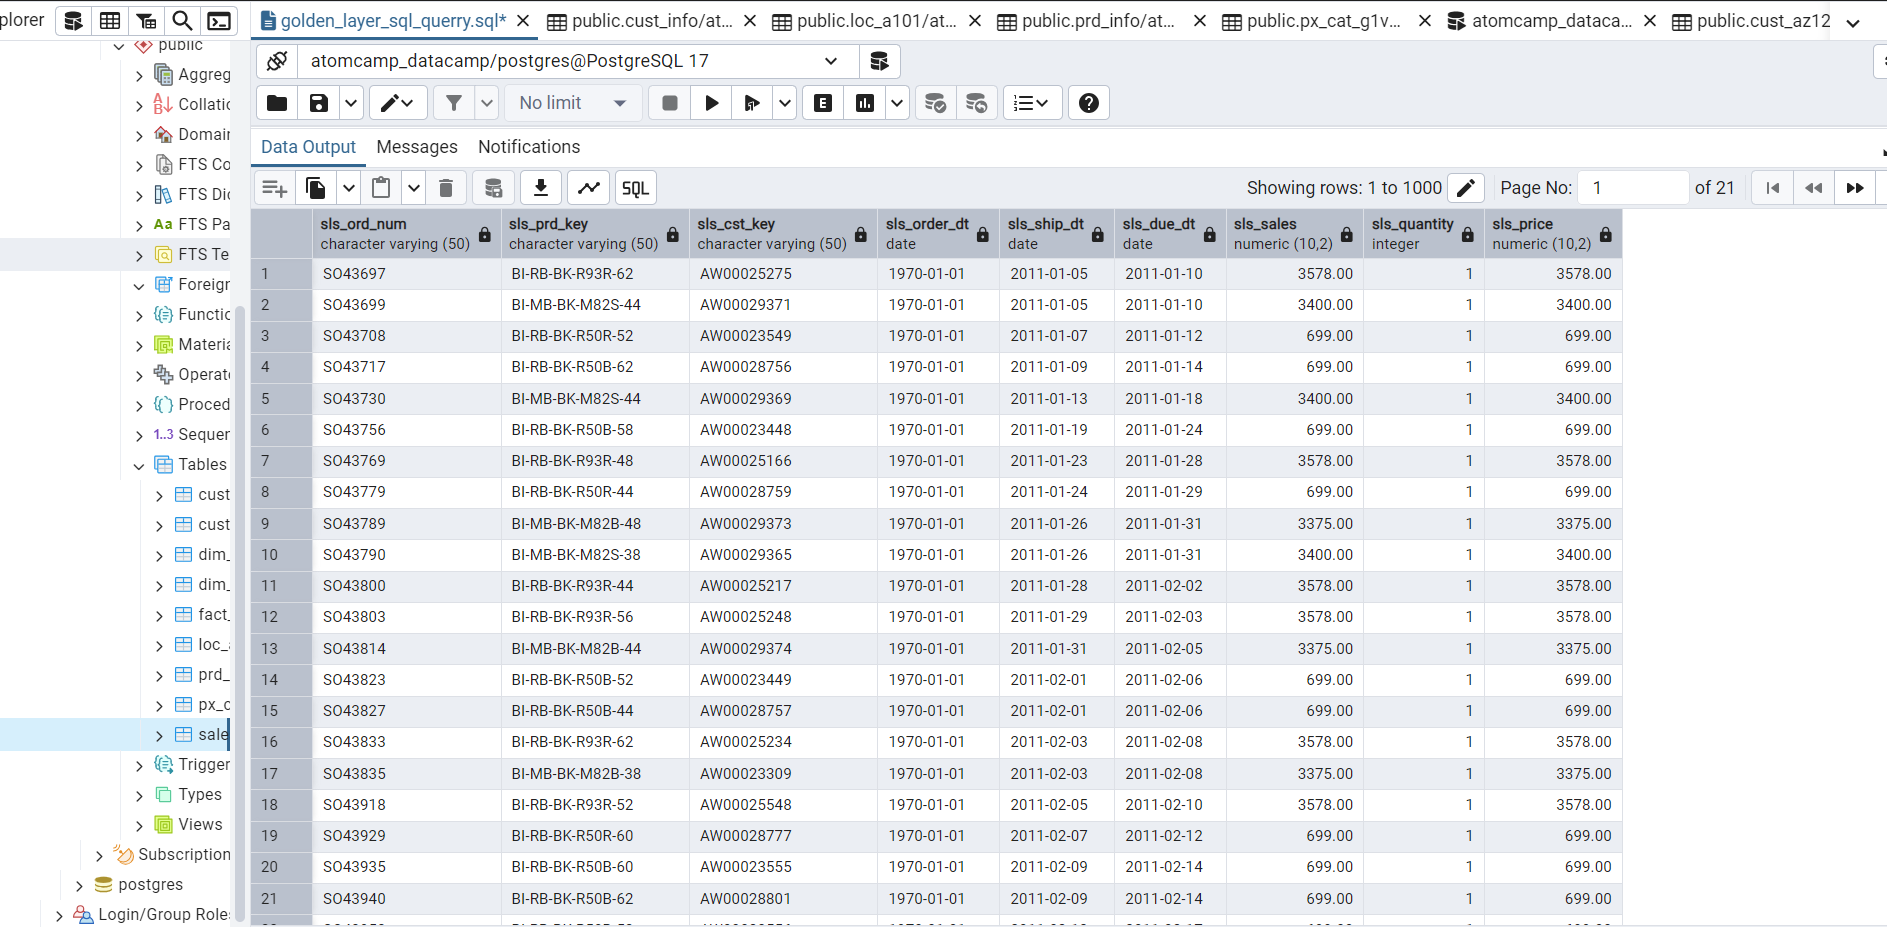 plorer golden_layer_sql_querry.sql* public.cust_info/at... public.loc_a101/at... public.prd_info/at... public.px_cat_g1v... atomcamp_dataca... public.cust_az12
public
Aggreg
Collatio
Domair
FTS Co
FTS Dic
Aa FTS Pa
FTS Te
Foreigr
Functic
Materia
Operate
Proced
1..3 Sequer
Tables
cust
cust
dim_
dim_
fact_
loc_
prd_
px_c
sale
Trigger
Types
Views
Subscription
postgres
Login/Group Role
atomcamp_datacamp/postgres@PostgreSQL 17
No limit
E
Data Output Messages Notifications
SQL Showing rows: 1 to 1000 Page No: 1 of 21
sls_ord_num sls_prd_key sls_cst_key sls_order_dt sls_ship_dt sls_due_dt sls_sales sls_quantity sls_price
character varying (50) character varying (50) character varying (50) date date date numeric (10,2) integer numeric (10,2)
1 SO43697 BI-RB-BK-R93R-62 AW00025275 1970-01-01 2011-01-05 2011-01-10 3578.00 1 3578.00
2 SO43699 BI-MB-BK-M82S-44 AW00029371 1970-01-01 2011-01-05 2011-01-10 3400.00 1 3400.00
3 SO43708 BI-RB-BK-R50R-52 AW00023549 1970-01-01 2011-01-07 2011-01-12 699.00 1 699.00
4 SO43717 BI-RB-BK-R50B-62 AW00028756 1970-01-01 2011-01-09 2011-01-14 699.00 1 699.00
5 SO43730 BI-MB-BK-M82S-44 AW00029369 1970-01-01 2011-01-13 2011-01-18 3400.00 1 3400.00
6 SO43756 BI-RB-BK-R50B-58 AW00023448 1970-01-01 2011-01-19 2011-01-24 699.00 1 699.00
7 SO43769 BI-RB-BK-R93R-48 AW00025166 1970-01-01 2011-01-23 2011-01-28 3578.00 1 3578.00
8 SO43779 BI-RB-BK-R50R-44 AW00028759 1970-01-01 2011-01-24 2011-01-29 699.00 1 699.00
9 SO43789 BI-MB-BK-M82B-48 AW00029373 1970-01-01 2011-01-26 2011-01-31 3375.00 1 3375.00
10 SO43790 BI-MB-BK-M82S-38 AW00029365 1970-01-01 2011-01-26 2011-01-31 3400.00 1 3400.00
11 SO43800 BI-RB-BK-R93R-44 AW00025217 1970-01-01 2011-01-28 2011-02-02 3578.00 1 3578.00
12 SO43803 BI-RB-BK-R93R-56 AW00025248 1970-01-01 2011-01-29 2011-02-03 3578.00 1 3578.00
13 SO43814 BI-MB-BK-M82B-44 AW00029374 1970-01-01 2011-01-31 2011-02-05 3375.00 1 3375.00
14 SO43823 BI-RB-BK-R50B-52 AW00023449 1970-01-01 2011-02-01 2011-02-06 699.00 1 699.00
15 SO43827 BI-RB-BK-R50B-44 AW00028757 1970-01-01 2011-02-01 2011-02-06 699.00 1 699.00
16 SO43833 BI-RB-BK-R93R-62 AW00025234 1970-01-01 2011-02-03 2011-02-08 3578.00 1 3578.00
17 SO43835 BI-MB-BK-M82B-38 AW00023309 1970-01-01 2011-02-03 2011-02-08 3375.00 1 3375.00
18 SO43918 BI-RB-BK-R93R-52 AW00025548 1970-01-01 2011-02-05 2011-02-10 3578.00 1 3578.00
19 SO43929 BI-RB-BK-R50R-60 AW00028777 1970-01-01 2011-02-07 2011-02-12 699.00 1 699.00
20 SO43935 BI-RB-BK-R50B-60 AW00023555 1970-01-01 2011-02-09 2011-02-14 699.00 1 699.00
21 SO43940 BI-RB-BK-R50B-62 AW00028801 1970-01-01 2011-02-09 2011-02-14 699.00 1 699.00